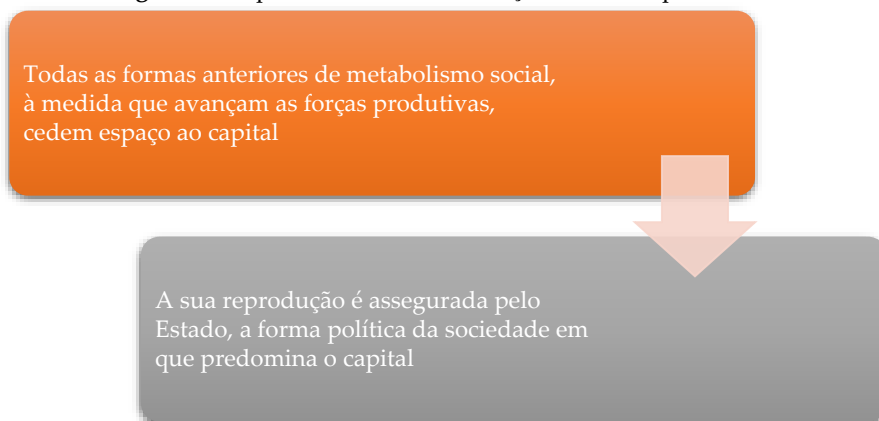 Todas as formas anteriores de metabolismo social,
à medida que avançam as forças produtivas,
cedem espaço ao capital
A sua reprodução é assegurada pelo
Estado, a forma política da sociedade em
que predomina o capital